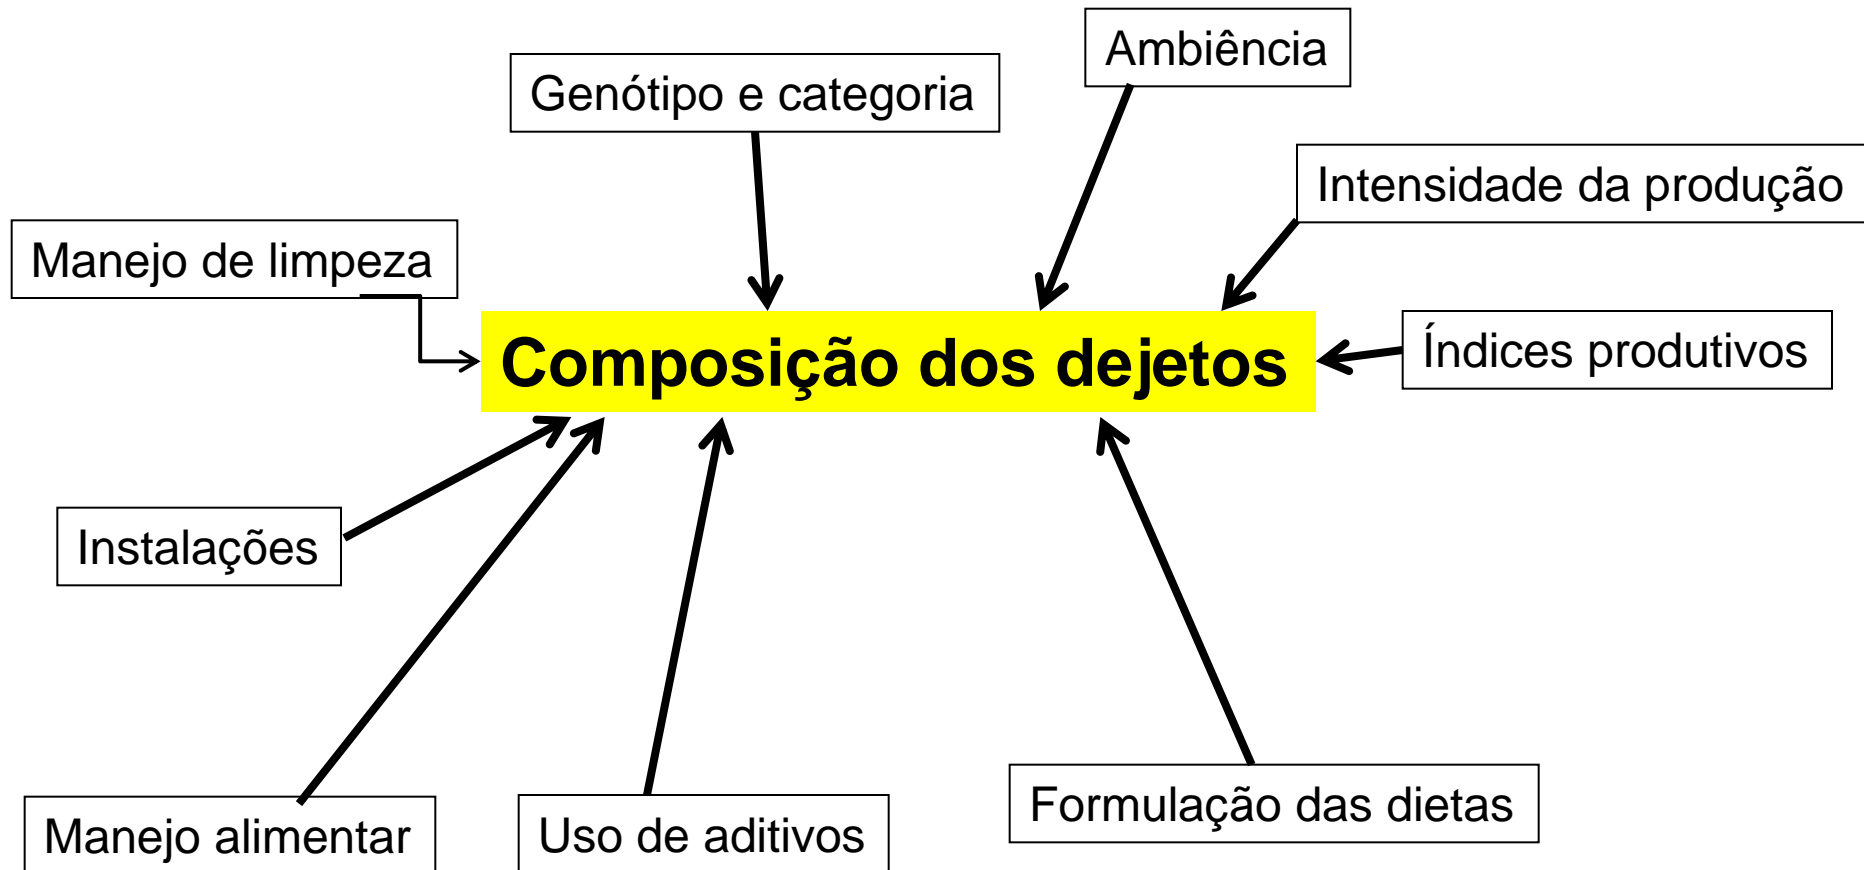 Ambiência
Genótipo e categoria
Intensidade da produção
Manejo de limpeza
Composição dos dejetos
Índices produtivos
Instalações
Manejo alimentar
Uso de aditivos
Formulação das dietas